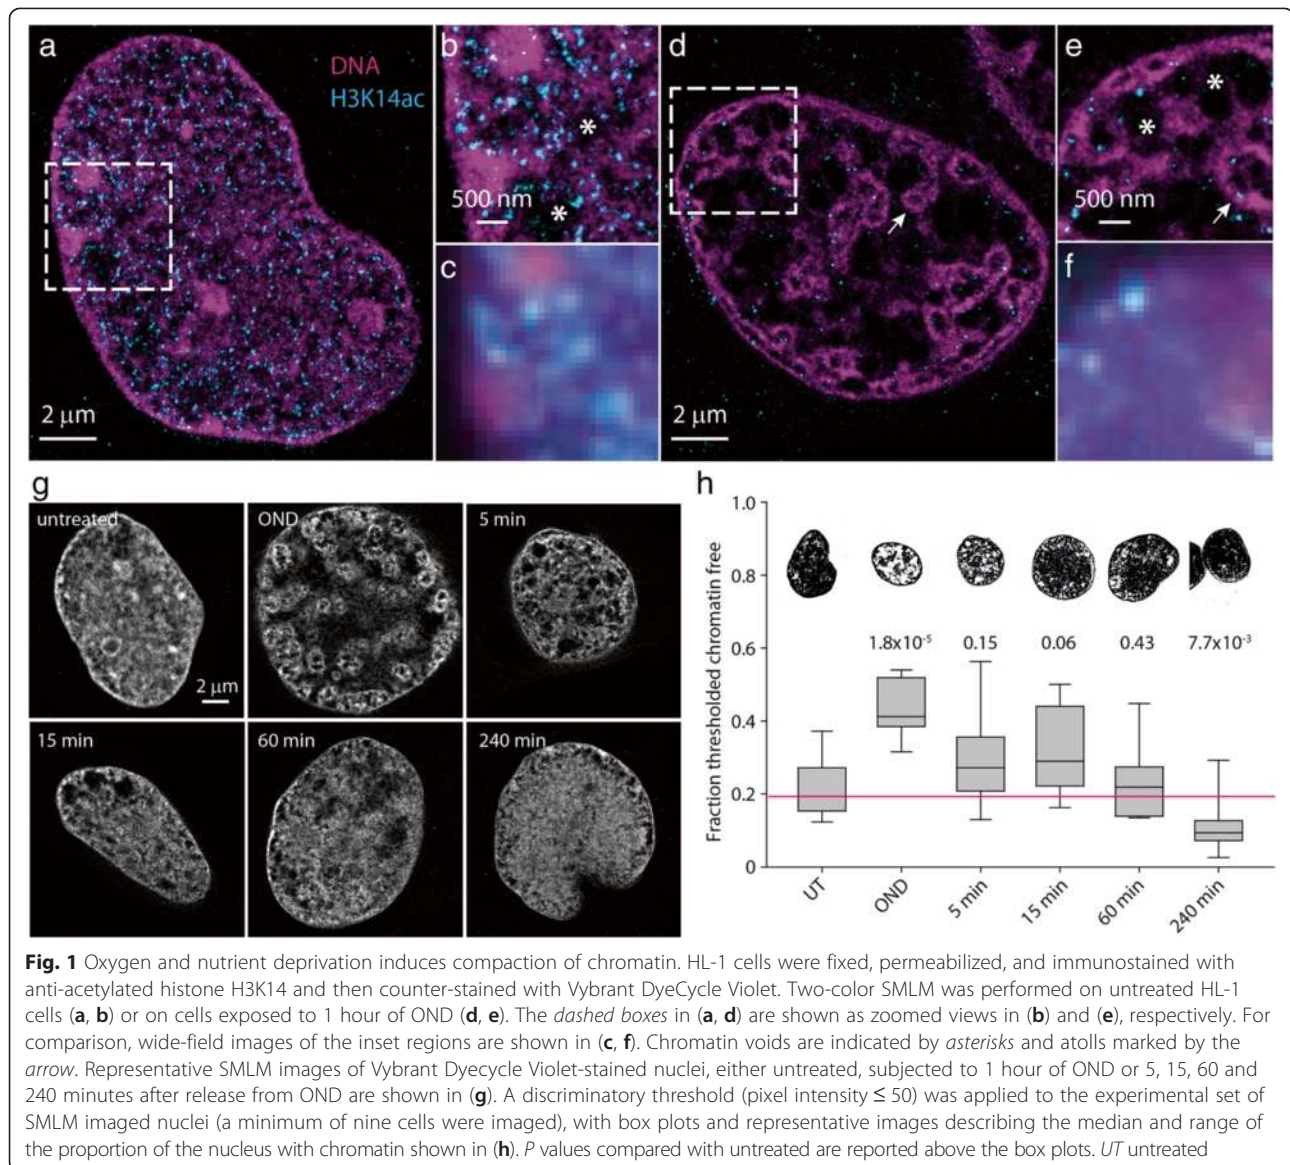 a
DNA
H3K14ac
2 μm
b
*
500 nm
*
c
d
2 μm
e
*
*
500 nm
f
g
untreated
OND
5 min
2 μm
15 min
60 min
240 min
h
Fraction thresholded chromatin free
1.0
0.8
0.6
0.4
0.2
0
1.8x10⁻⁵
0.15
0.06
0.43
7.7x10⁻³
UT
OND
5 min
15 min
60 min
240 min
Fig. 1 Oxygen and nutrient deprivation induces compaction of chromatin. HL-1 cells were fixed, permeabilized, and immunostained with
anti-acetylated histone H3K14 and then counter-stained with Vybrant DyeCycle Violet. Two-color SMLM was performed on untreated HL-1
cells (a, b) or on cells exposed to 1 hour of OND (d, e). The dashed boxes in (a, d) are shown as zoomed views in (b) and (e), respectively. For
comparison, wide-field images of the inset regions are shown in (c, f). Chromatin voids are indicated by asterisks and atolls marked by the
arrow. Representative SMLM images of Vybrant Dyecycle Violet-stained nuclei, either untreated, subjected to 1 hour of OND or 5, 15, 60 and
240 minutes after release from OND are shown in (g). A discriminatory threshold (pixel intensity ≤ 50) was applied to the experimental set of
SMLM imaged nuclei (a minimum of nine cells were imaged), with box plots and representative images describing the median and range of
the proportion of the nucleus with chromatin shown in (h). P values compared with untreated are reported above the box plots. UT untreated